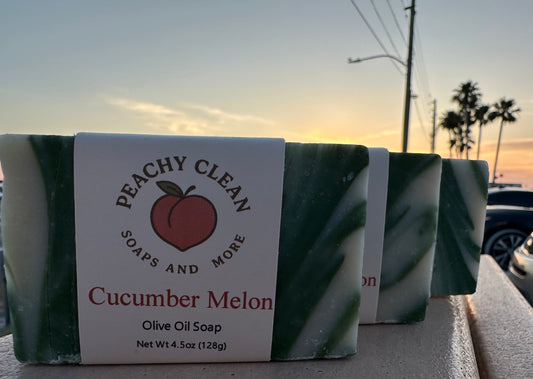 PEACHY CLEAN
SOAPS AND MORE
Cucumber Melon
Olive Oil Soap
Net Wt 4.5oz (128g)
on